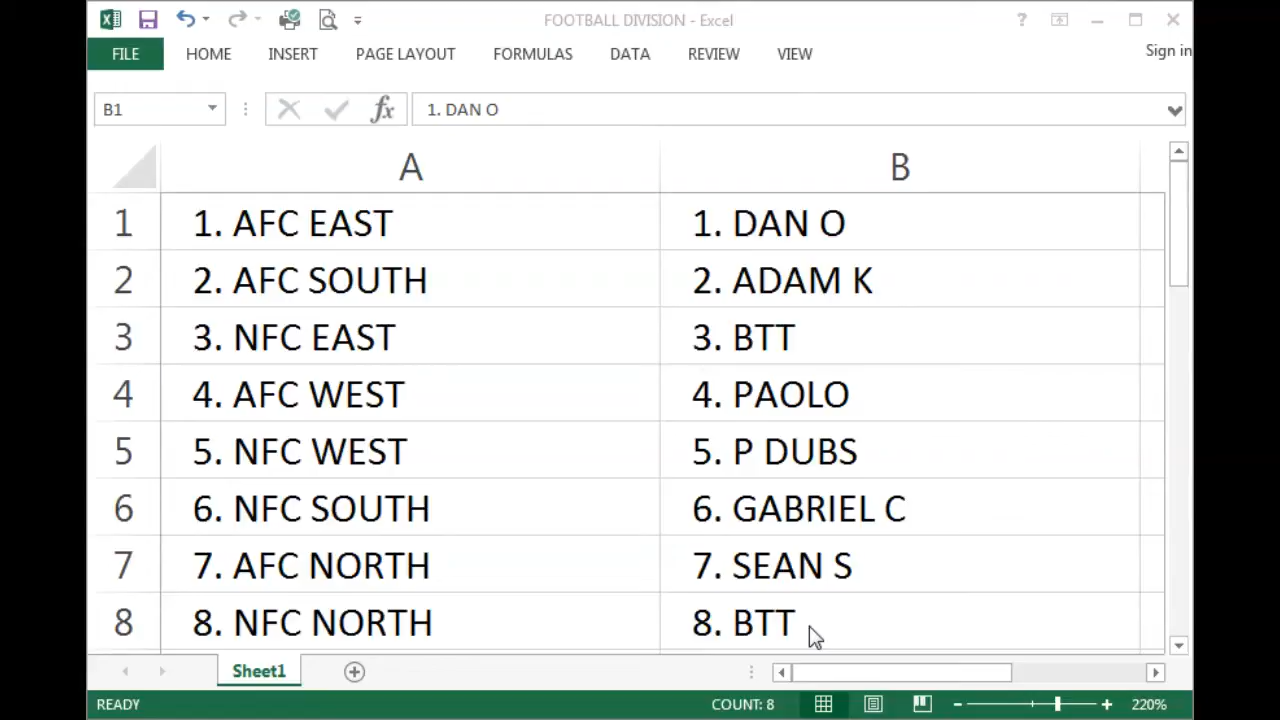 FOOTBALL DIVISION - Excel
?
FILE HOME INSERT PAGE LAYOUT FORMULAS DATA REVIEW VIEW Sign in
B1 fx 1. DAN O
A B
1 1. AFC EAST 1. DAN O
2 2. AFC SOUTH 2. ADAM K
3 3. NFC EAST 3. BTT
4 4. AFC WEST 4. PAOLO
5 5. NFC WEST 5. P DUBS
6 6. NFC SOUTH 6. GABRIEL C
7 7. AFC NORTH 7. SEAN S
8 8. NFC NORTH 8. BTT
Sheet1
READY COUNT: 8 220%